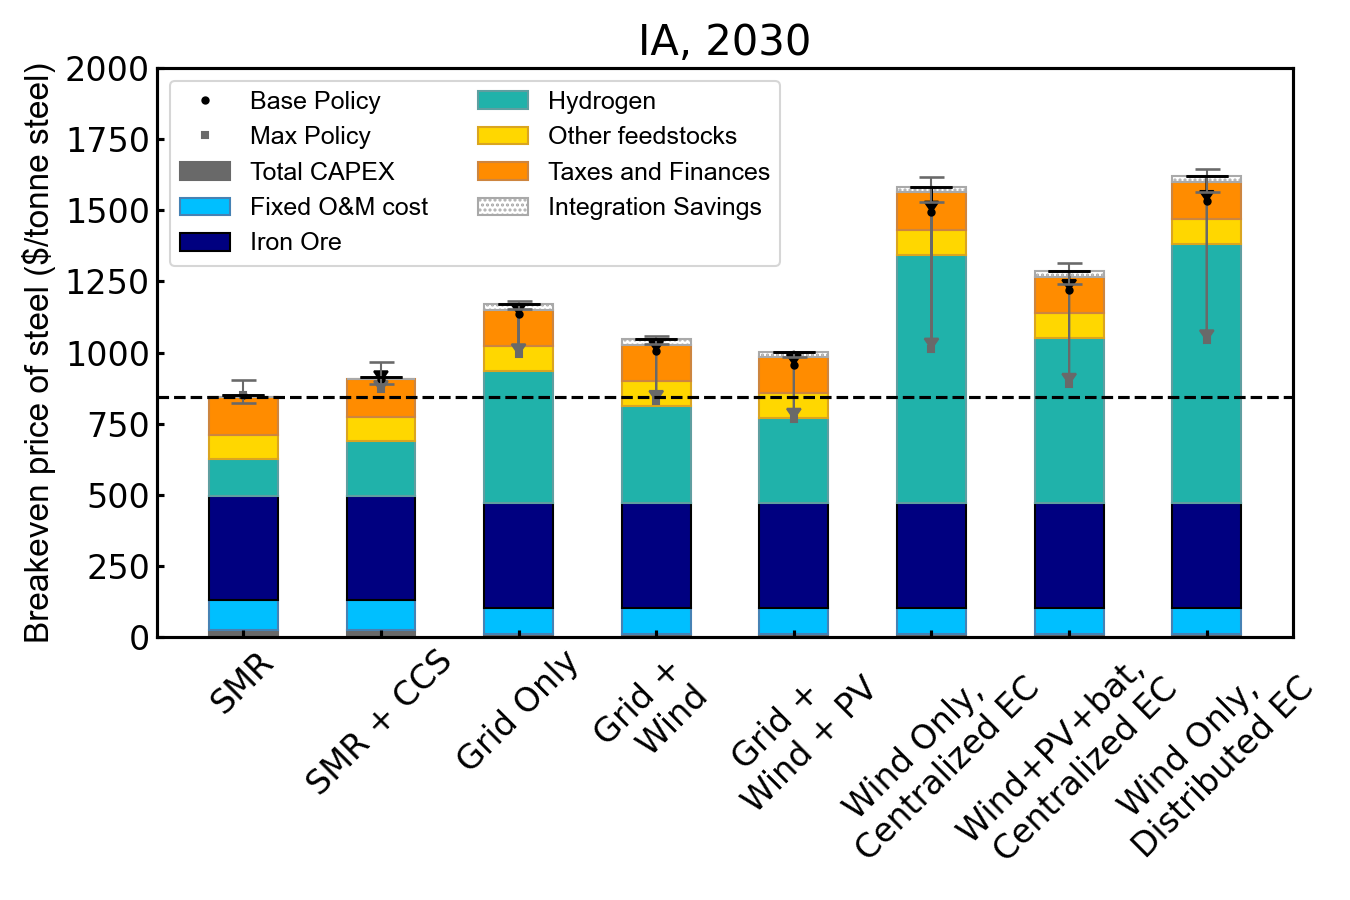 IA, 2030
Breakeven price of steel ($/tonne steel)
2000
1750
1500
1250
1000
750
500
250
0
Base Policy
Max Policy
Total CAPEX
Fixed O&M cost
Iron Ore
Hydrogen
Other feedstocks
Taxes and Finances
Integration Savings
SMR
SMR + CCS
Grid Only
Grid +
Wind
Grid +
Wind + PV
Wind Only,
Centralized EC
Wind+PV+bat,
Centralized EC
Wind Only,
Distributed EC